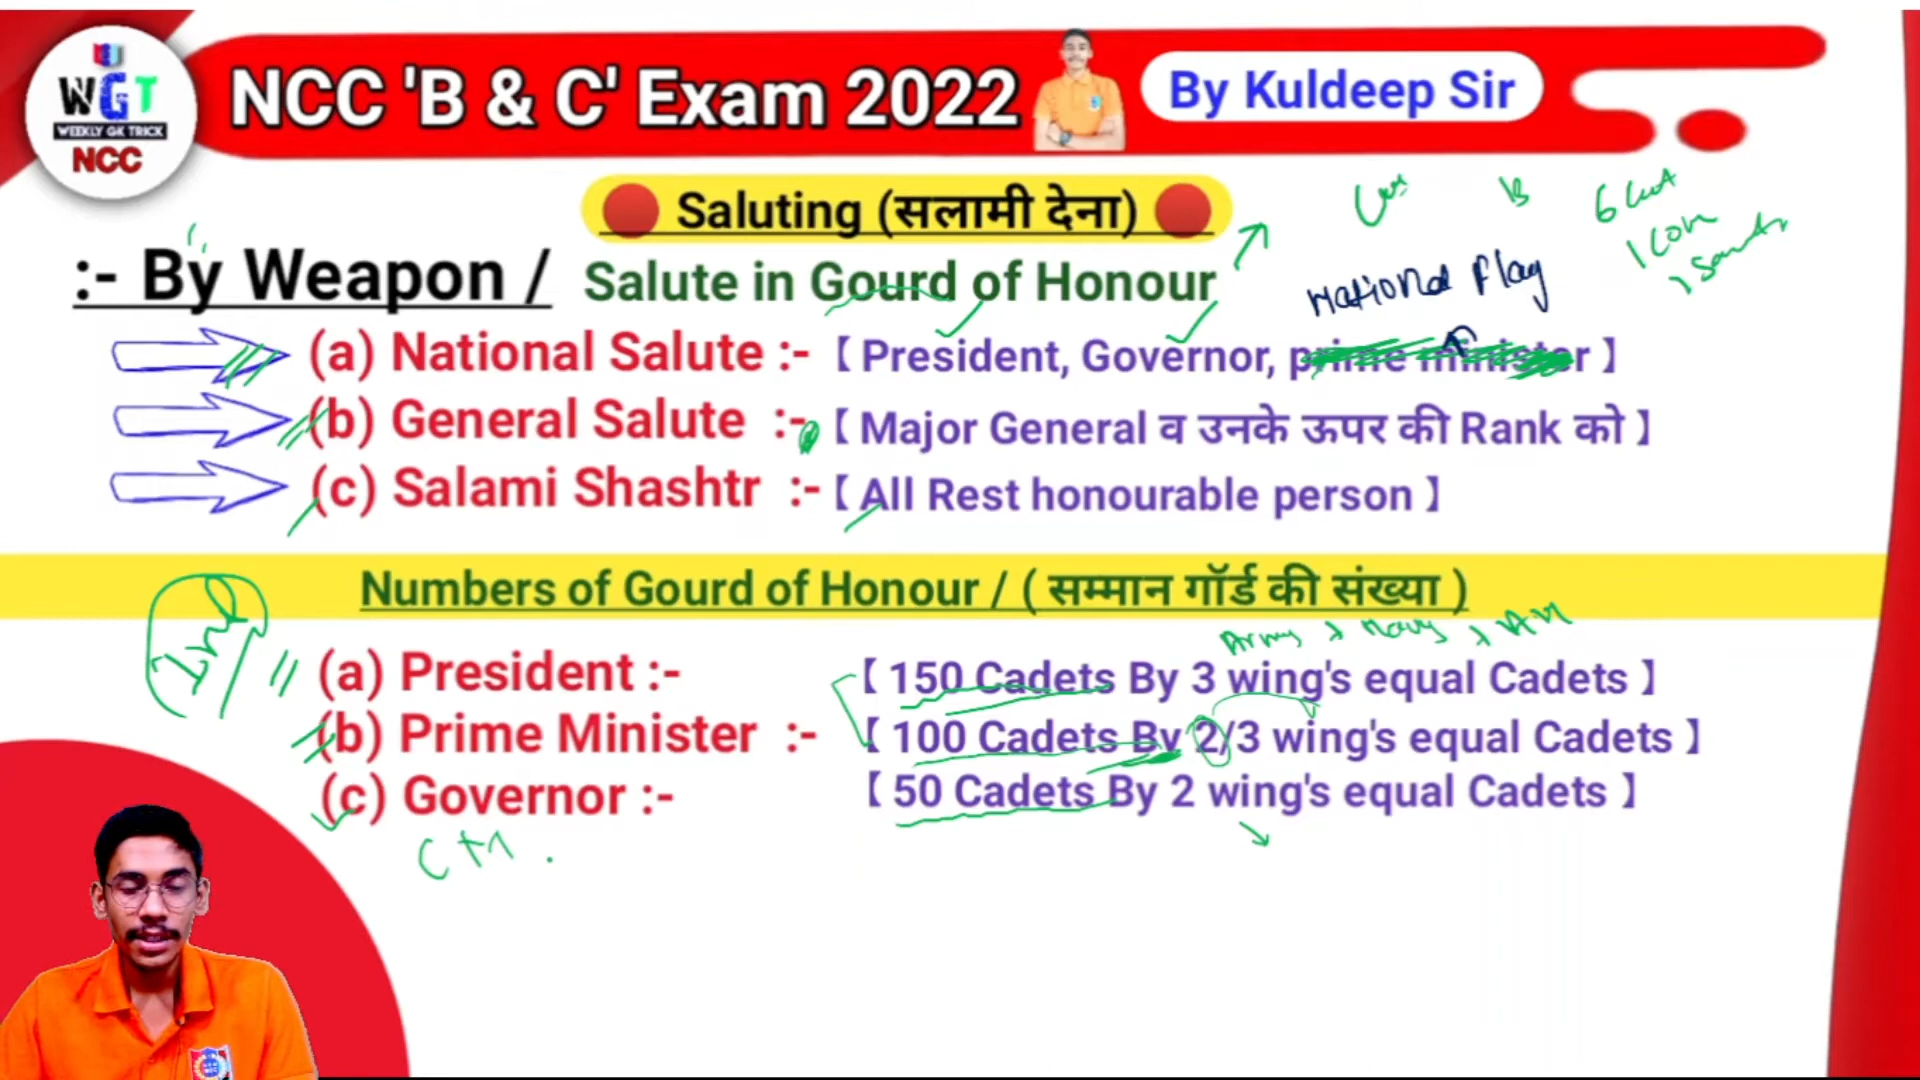 WGT
WEEKLY GK TRICK
NCC
NCC 'B & C' Exam 2022
By Kuldeep Sir
Saluting (सलामी देना)
B
:- By Weapon / Salute in Gourd of Honour
National Flag
(a) National Salute :- 【 President, Governor, prime minister 】
(b) General Salute :- 【 Major General व उनके ऊपर की Rank को 】
(c) Salami Shashtr :- 【 All Rest honourable person 】
Numbers of Gourd of Honour / ( सम्मान गॉर्ड की संख्या )
Army , Navy ,
(a) President :- 【 150 Cadets By 3 wing's equal Cadets 】
(b) Prime Minister :- 【 100 Cadets By 2/3 wing's equal Cadets 】
(c) Governor :- 【 50 Cadets By 2 wing's equal Cadets 】
CM .